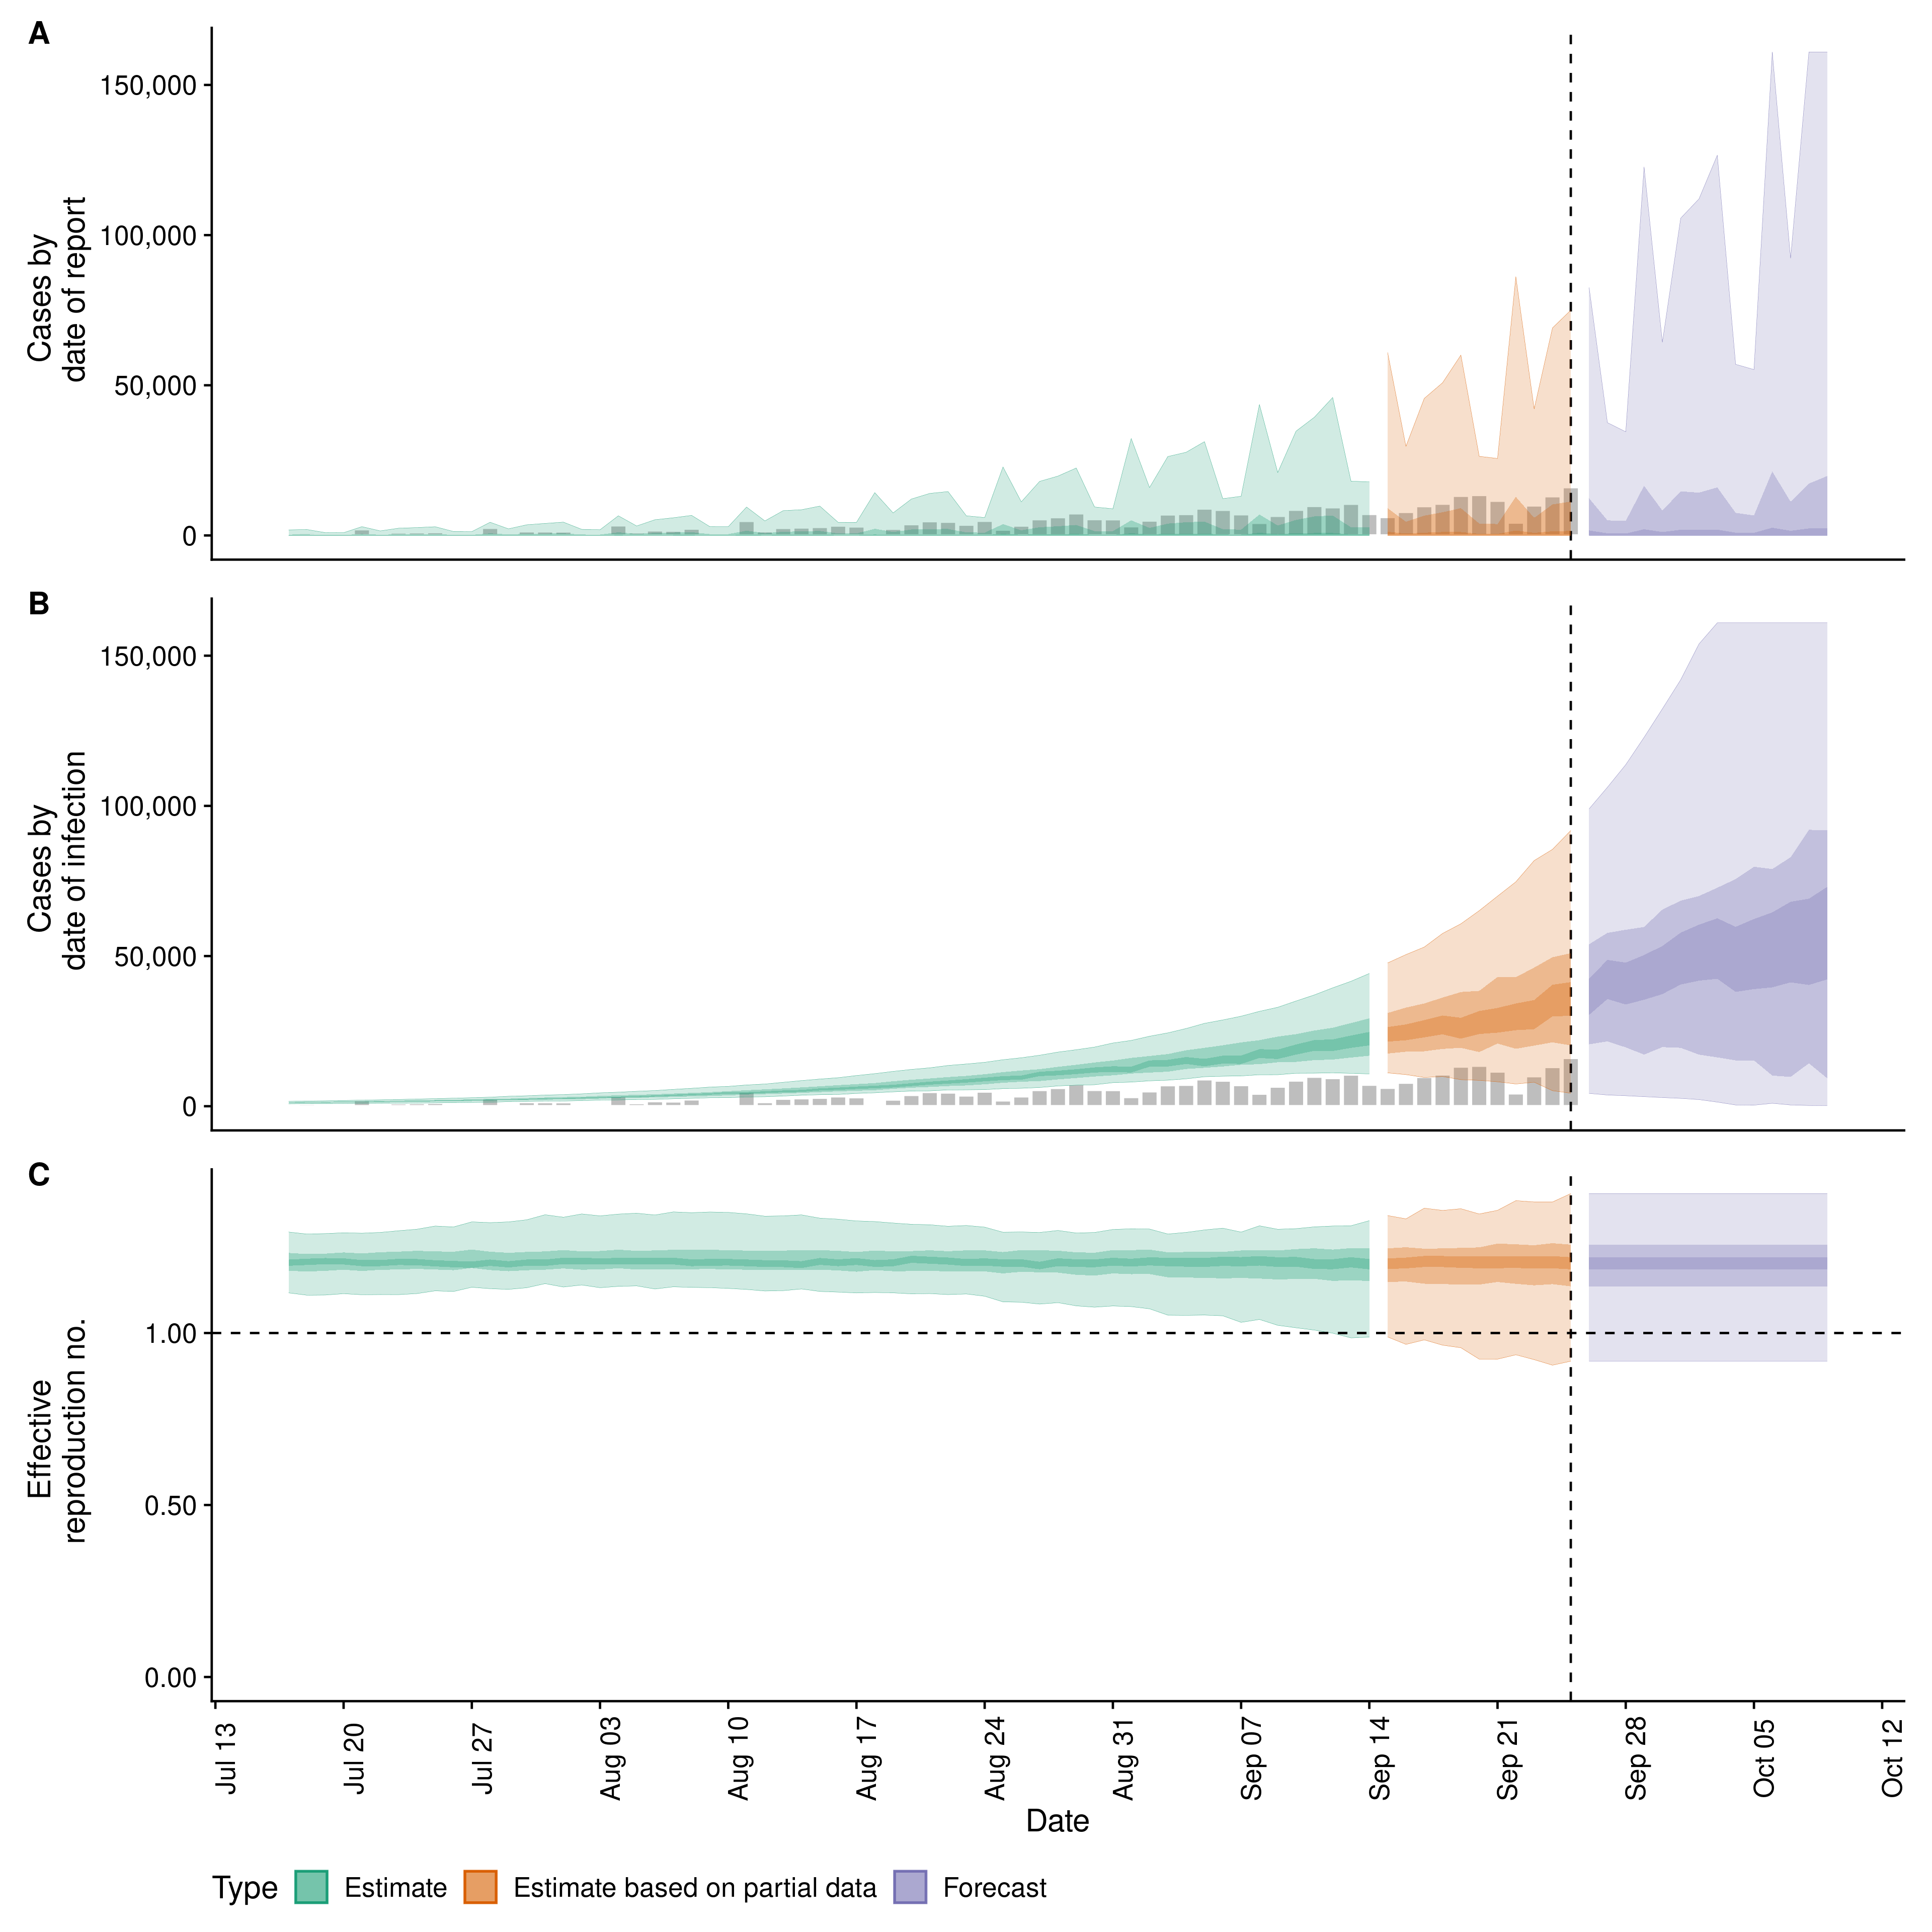 A
Cases by
date of report
150,000
100,000
50,000
0
B
Cases by
date of infection
150,000
100,000
50,000
0
C
Effective
reproduction no.
1.00
0.50
0.00
Jul 13
Jul 20
Jul 27
Aug 03
Aug 10
Aug 17
Aug 24
Aug 31
Sep 07
Sep 14
Sep 21
Sep 28
Oct 05
Oct 12
Date
Type Estimate Estimate based on partial data Forecast